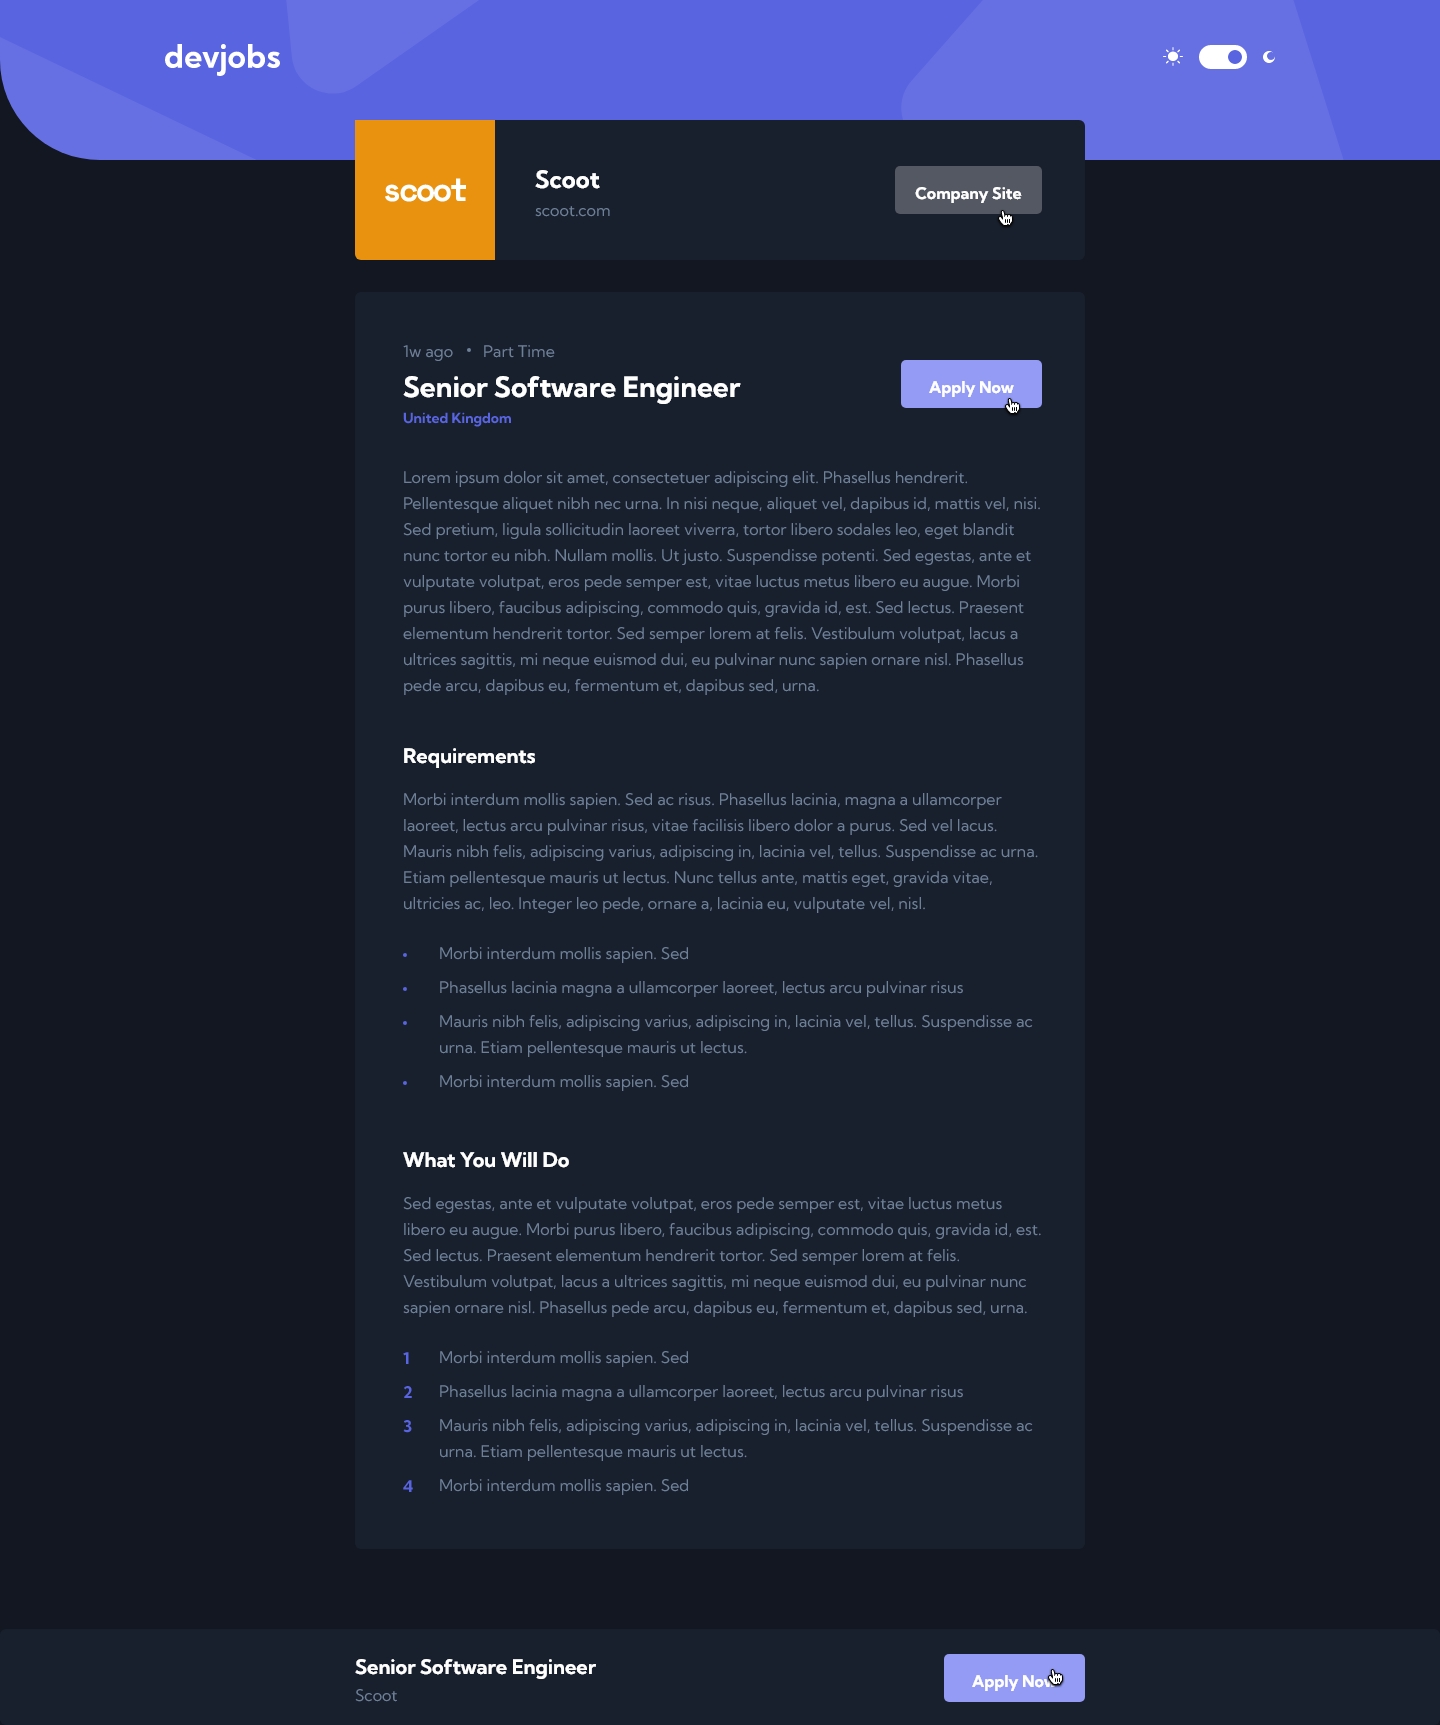 devjobs
scoot
Scoot
scoot.com
Company Site
1w ago • Part Time
Senior Software Engineer
United Kingdom
Apply Now
Lorem ipsum dolor sit amet, consectetuer adipiscing elit. Phasellus hendrerit.
Pellentesque aliquet nibh nec urna. In nisi neque, aliquet vel, dapibus id, mattis vel, nisi.
Sed pretium, ligula sollicitudin laoreet viverra, tortor libero sodales leo, eget blandit
nunc tortor eu nibh. Nullam mollis. Ut justo. Suspendisse potenti. Sed egestas, ante et
vulputate volutpat, eros pede semper est, vitae luctus metus libero eu augue. Morbi
purus libero, faucibus adipiscing, commodo quis, gravida id, est. Sed lectus. Praesent
elementum hendrerit tortor. Sed semper lorem at felis. Vestibulum volutpat, lacus a
ultrices sagittis, mi neque euismod dui, eu pulvinar nunc sapien ornare nisl. Phasellus
pede arcu, dapibus eu, fermentum et, dapibus sed, urna.
Requirements
Morbi interdum mollis sapien. Sed ac risus. Phasellus lacinia, magna a ullamcorper
laoreet, lectus arcu pulvinar risus, vitae facilisis libero dolor a purus. Sed vel lacus.
Mauris nibh felis, adipiscing varius, adipiscing in, lacinia vel, tellus. Suspendisse ac urna.
Etiam pellentesque mauris ut lectus. Nunc tellus ante, mattis eget, gravida vitae,
ultricies ac, leo. Integer leo pede, ornare a, lacinia eu, vulputate vel, nisl.
• Morbi interdum mollis sapien. Sed
• Phasellus lacinia magna a ullamcorper laoreet, lectus arcu pulvinar risus
• Mauris nibh felis, adipiscing varius, adipiscing in, lacinia vel, tellus. Suspendisse ac
urna. Etiam pellentesque mauris ut lectus.
• Morbi interdum mollis sapien. Sed
What You Will Do
Sed egestas, ante et vulputate volutpat, eros pede semper est, vitae luctus metus
libero eu augue. Morbi purus libero, faucibus adipiscing, commodo quis, gravida id, est.
Sed lectus. Praesent elementum hendrerit tortor. Sed semper lorem at felis.
Vestibulum volutpat, lacus a ultrices sagittis, mi neque euismod dui, eu pulvinar nunc
sapien ornare nisl. Phasellus pede arcu, dapibus eu, fermentum et, dapibus sed, urna.
1 Morbi interdum mollis sapien. Sed
2 Phasellus lacinia magna a ullamcorper laoreet, lectus arcu pulvinar risus
3 Mauris nibh felis, adipiscing varius, adipiscing in, lacinia vel, tellus. Suspendisse ac
urna. Etiam pellentesque mauris ut lectus.
4 Morbi interdum mollis sapien. Sed
Senior Software Engineer
Scoot
Apply Now